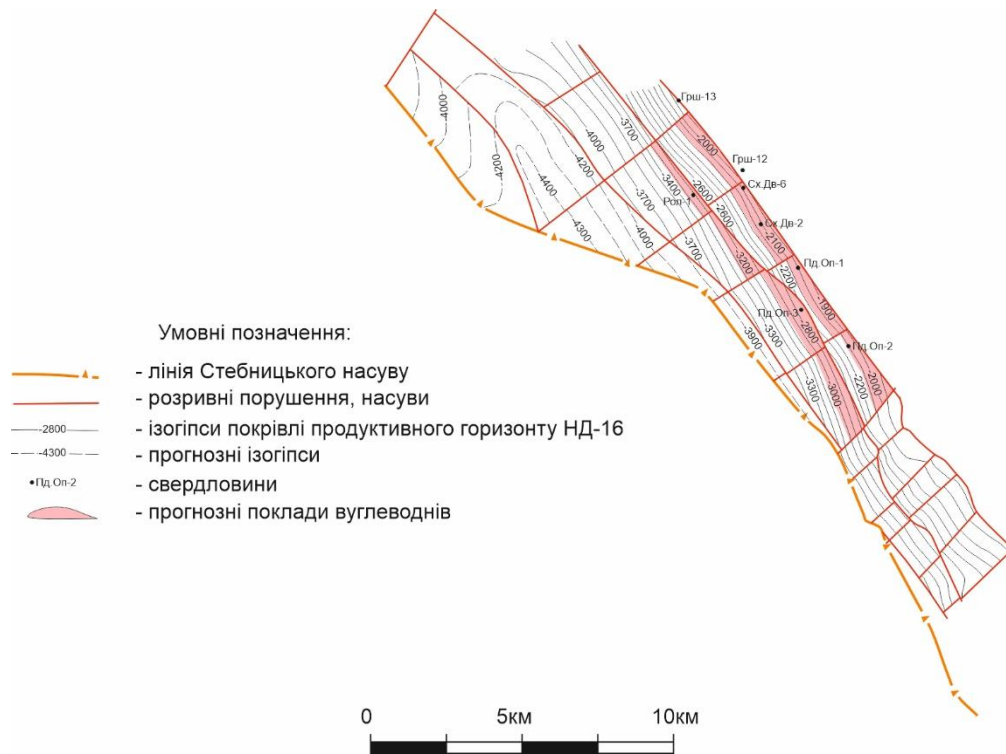 Грш-13
-2000
-3700
-4000
-4000
Грш-12
-4200
-4200
-3400
-2600
Сх.Дв-6
Роп-1
-4400
-3700
-2600
Сх.Дв-2
-2100
-4300
-4000
-3700
-3200
-2200
Пд.Оп-1
-1900
Пд.Оп-3
Умовні позначення:
-3900
-3300
-2800
Пд.Оп-2
- лінія Стебницького насуву
-3300
-3000
-2200
-2000
- розривні порушення, насуви
-2800
- ізогіпси покрівлі продуктивного горизонту НД-16
-4300
- прогнозні ізогіпси
Пд.Оп-2
- свердловини
- прогнозні поклади вуглеводнів
0
5км
10км